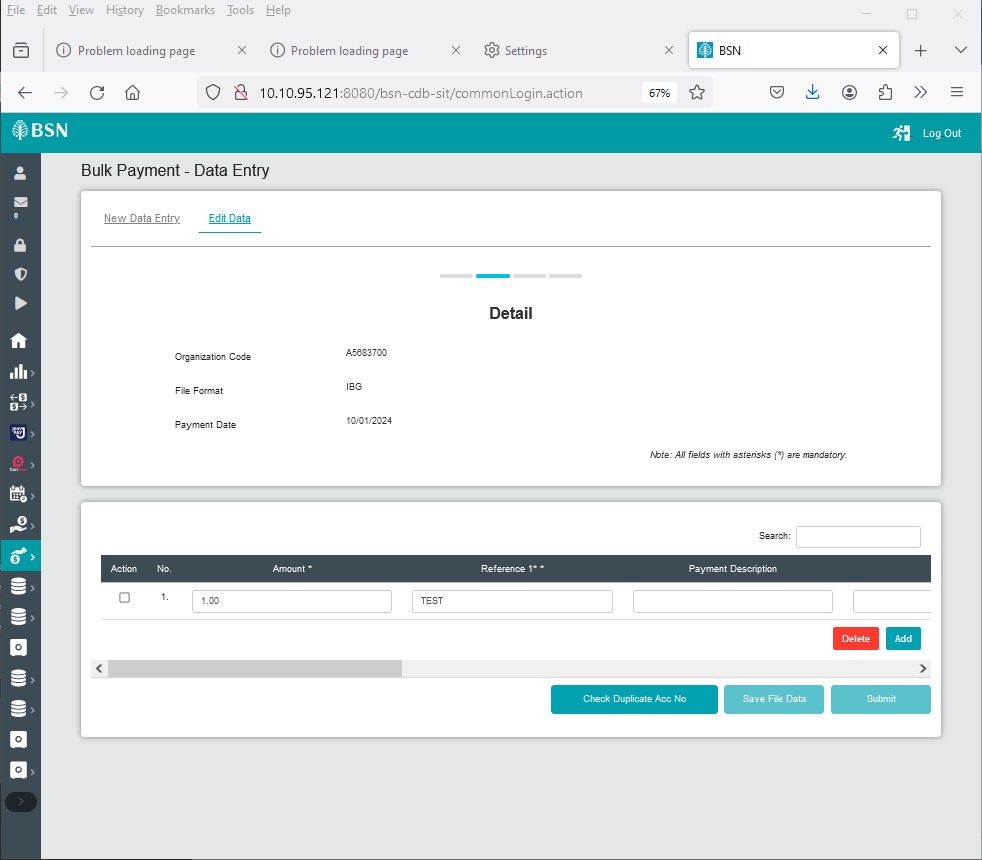 File Edit View History Bookmarks Tools Help
Problem loading page
Problem loading page
Settings
BSN
10.10.95.121:8080/bsn-cdb-sit/commonLogin.action
67%
BSN
Log Out
0
Bulk Payment - Data Entry
New Data Entry Edit Data
Detail
Organization Code A5683700
File Format IBG
Payment Date 10/01/2024
Note: All fields with asterisks (*) are mandatory.
Search:
Action No. Amount * Reference 1* * Payment Description
1. 1.00 TEST
Delete Add
Check Duplicate Acc No Save File Data Submit